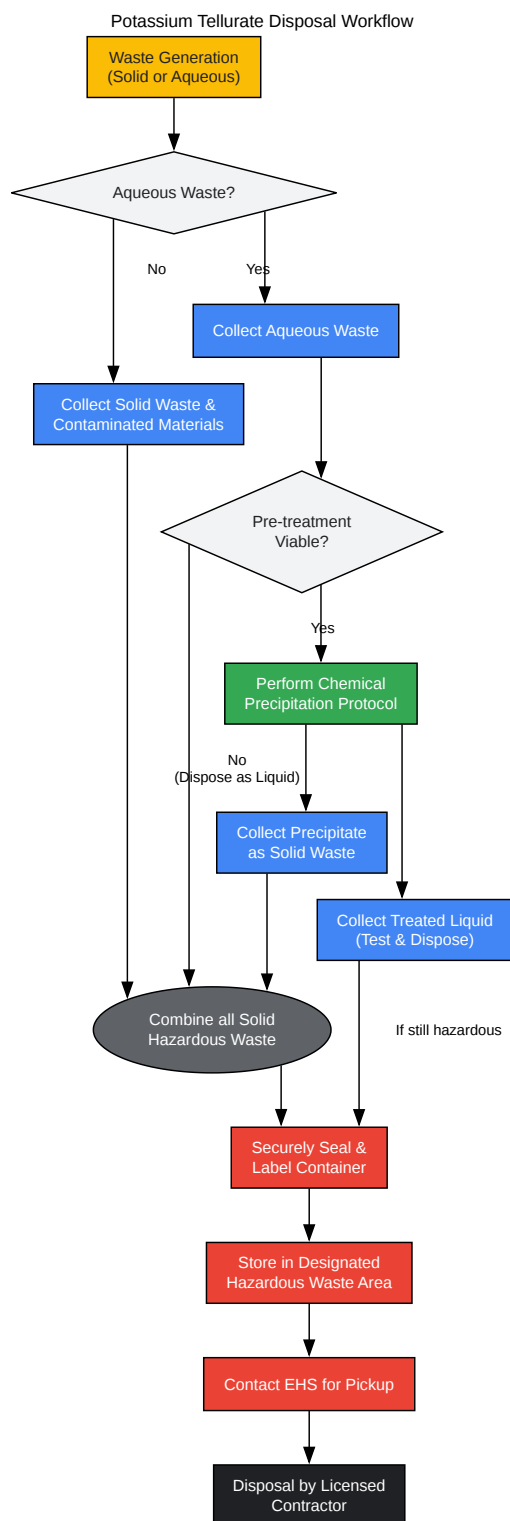 Potassium Tellurate Disposal Workflow
Waste Generation
(Solid or Aqueous)
Aqueous Waste?
No
Yes
Collect Aqueous Waste
Collect Solid Waste &
Contaminated Materials
Pre-treatment
Viable?
Yes
Perform Chemical
Precipitation Protocol
No
(Dispose as Liquid)
Collect Precipitate
as Solid Waste
Collect Treated Liquid
(Test & Dispose)
Combine all Solid
Hazardous Waste
If still hazardous
Securely Seal &
Label Container
Store in Designated
Hazardous Waste Area
Contact EHS for Pickup
Disposal by Licensed
Contractor